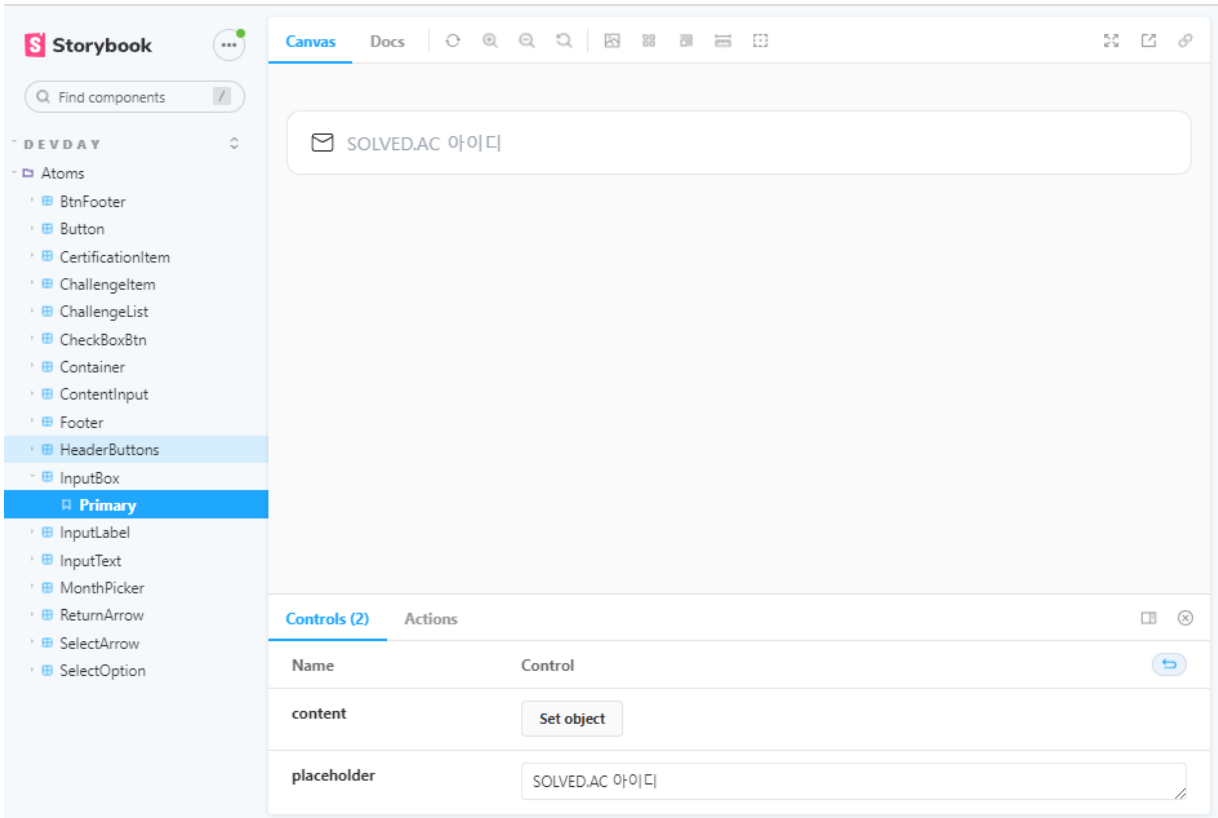 Storybook
Find components
/
DEVDAY
Atoms
BtnFooter
Button
CertificationItem
ChallengeItem
ChallengeList
CheckBoxBtn
Container
ContentInput
Footer
HeaderButtons
InputBox
Primary
InputLabel
InputText
MonthPicker
ReturnArrow
SelectArrow
SelectOption
Canvas Docs
SOLVED.AC 아이디
Controls (2) Actions
Name Control
content Set object
placeholder SOLVED.AC 아이디